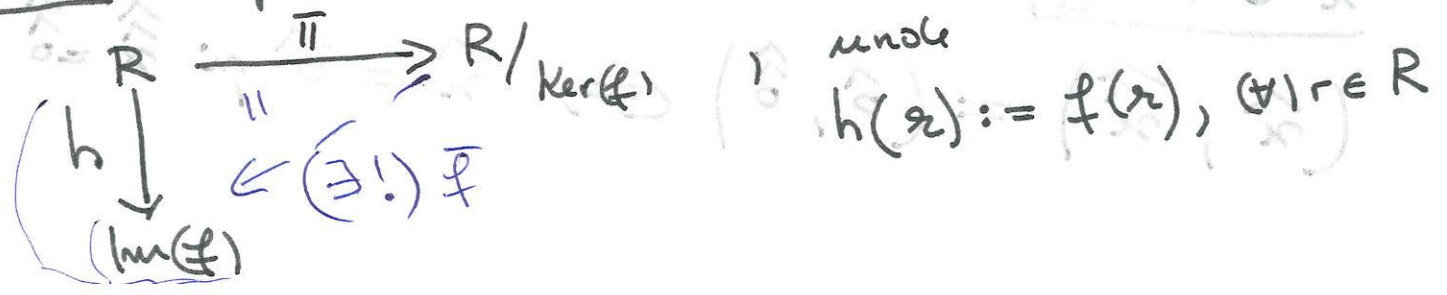 R —π→ R/Ker(f) , unde
h ↓ " ← (∃!) f̄ h(r) := f(r), (∀) r ∈ R
Im(f)